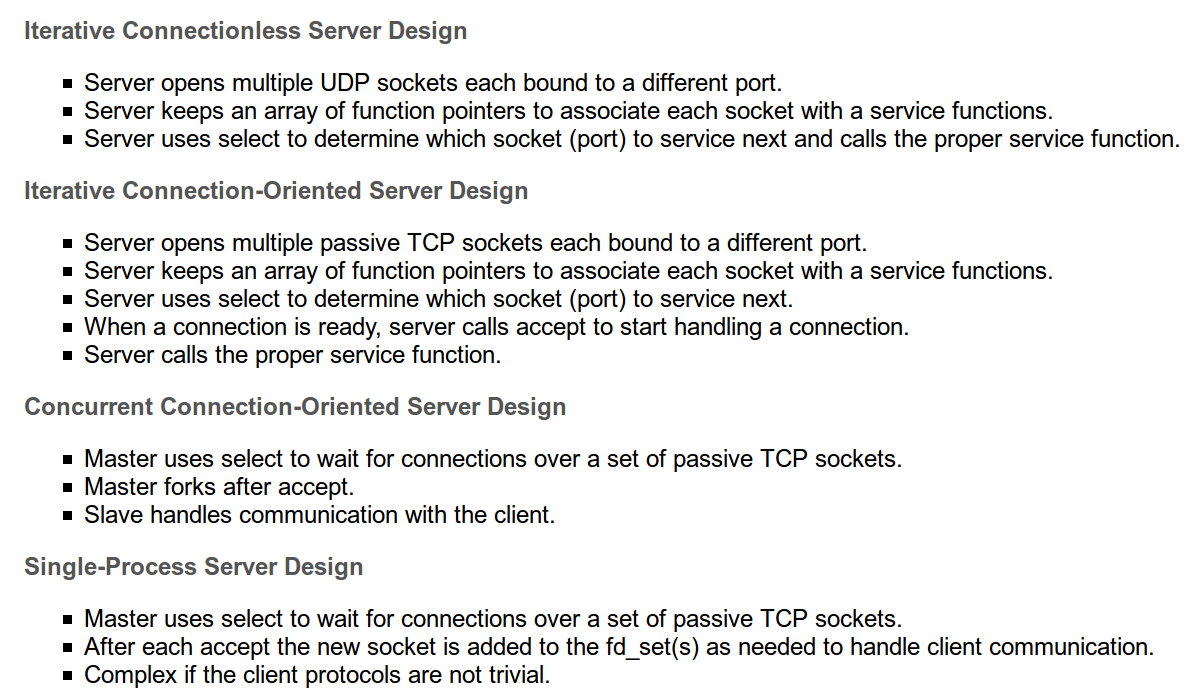 Iterative Connectionless Server Design
Server opens multiple UDP sockets each bound to a different port.
Server keeps an array of function pointers to associate each socket with a service functions.
Server uses select to determine which socket (port) to service next and calls the proper service function.
Iterative Connection-Oriented Server Design
Server opens multiple passive TCP sockets each bound to a different port.
Server keeps an array of function pointers to associate each socket with a service functions.
Server uses select to determine which socket (port) to service next.
When a connection is ready, server calls accept to start handling a connection.
Server calls the proper service function.
Concurrent Connection-Oriented Server Design
Master uses select to wait for connections over a set of passive TCP sockets.
Master forks after accept.
Slave handles communication with the client.
Single-Process Server Design
Master uses select to wait for connections over a set of passive TCP sockets.
After each accept the new socket is added to the fd_set(s) as needed to handle client communication.
Complex if the client protocols are not trivial.